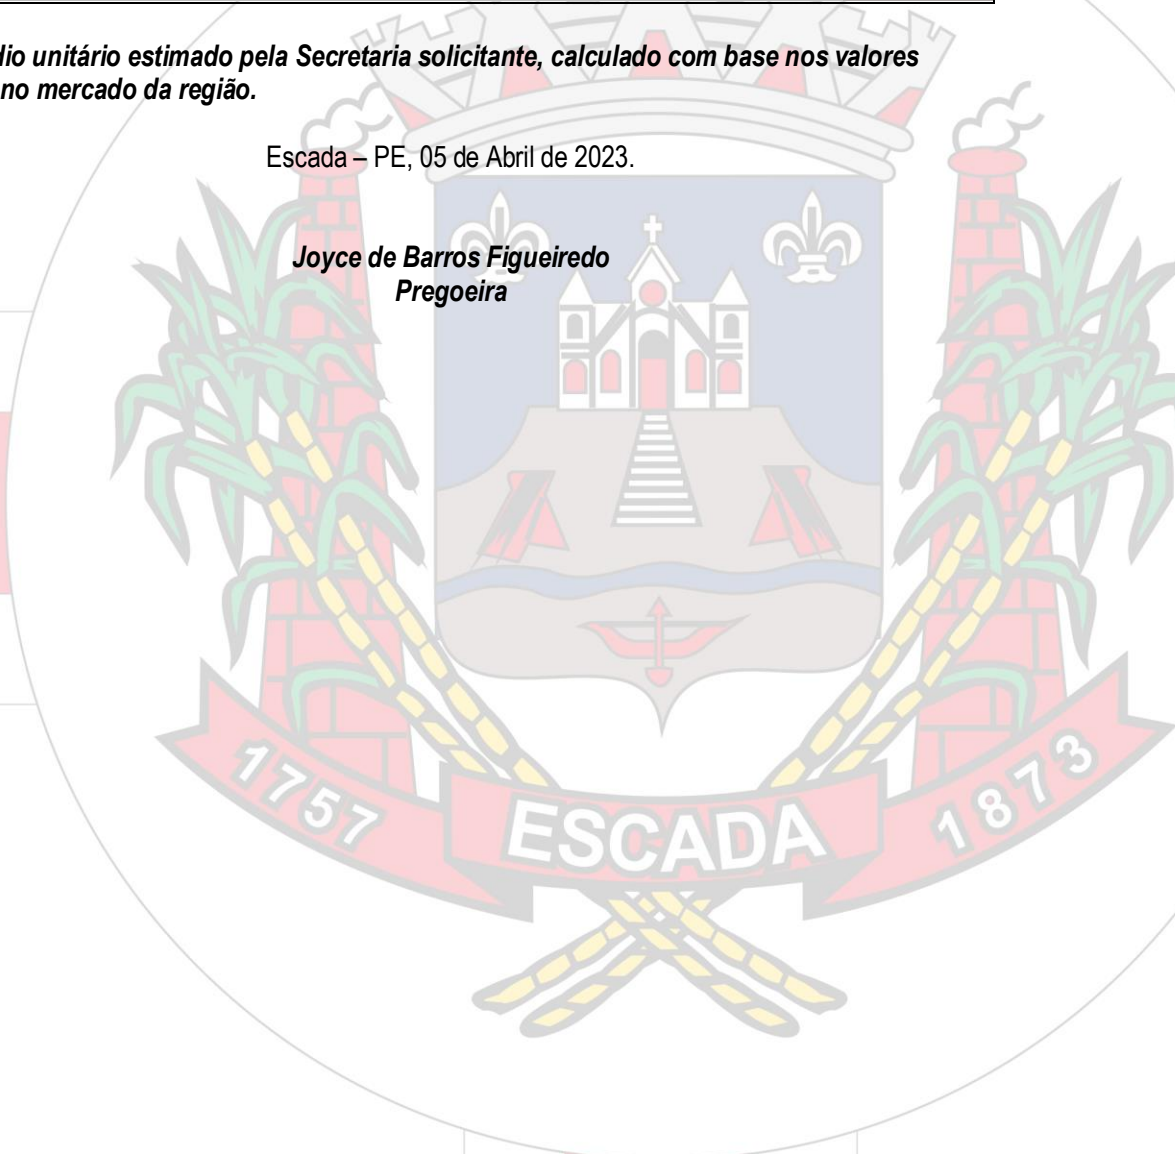 dio unitário estimado pela Secretaria solicitante, calculado com base nos valores
no mercado da região.
Escada – PE, 05 de Abril de 2023.
Joyce de Barros Figueiredo
Pregoeira
1757
ESCADA
1873